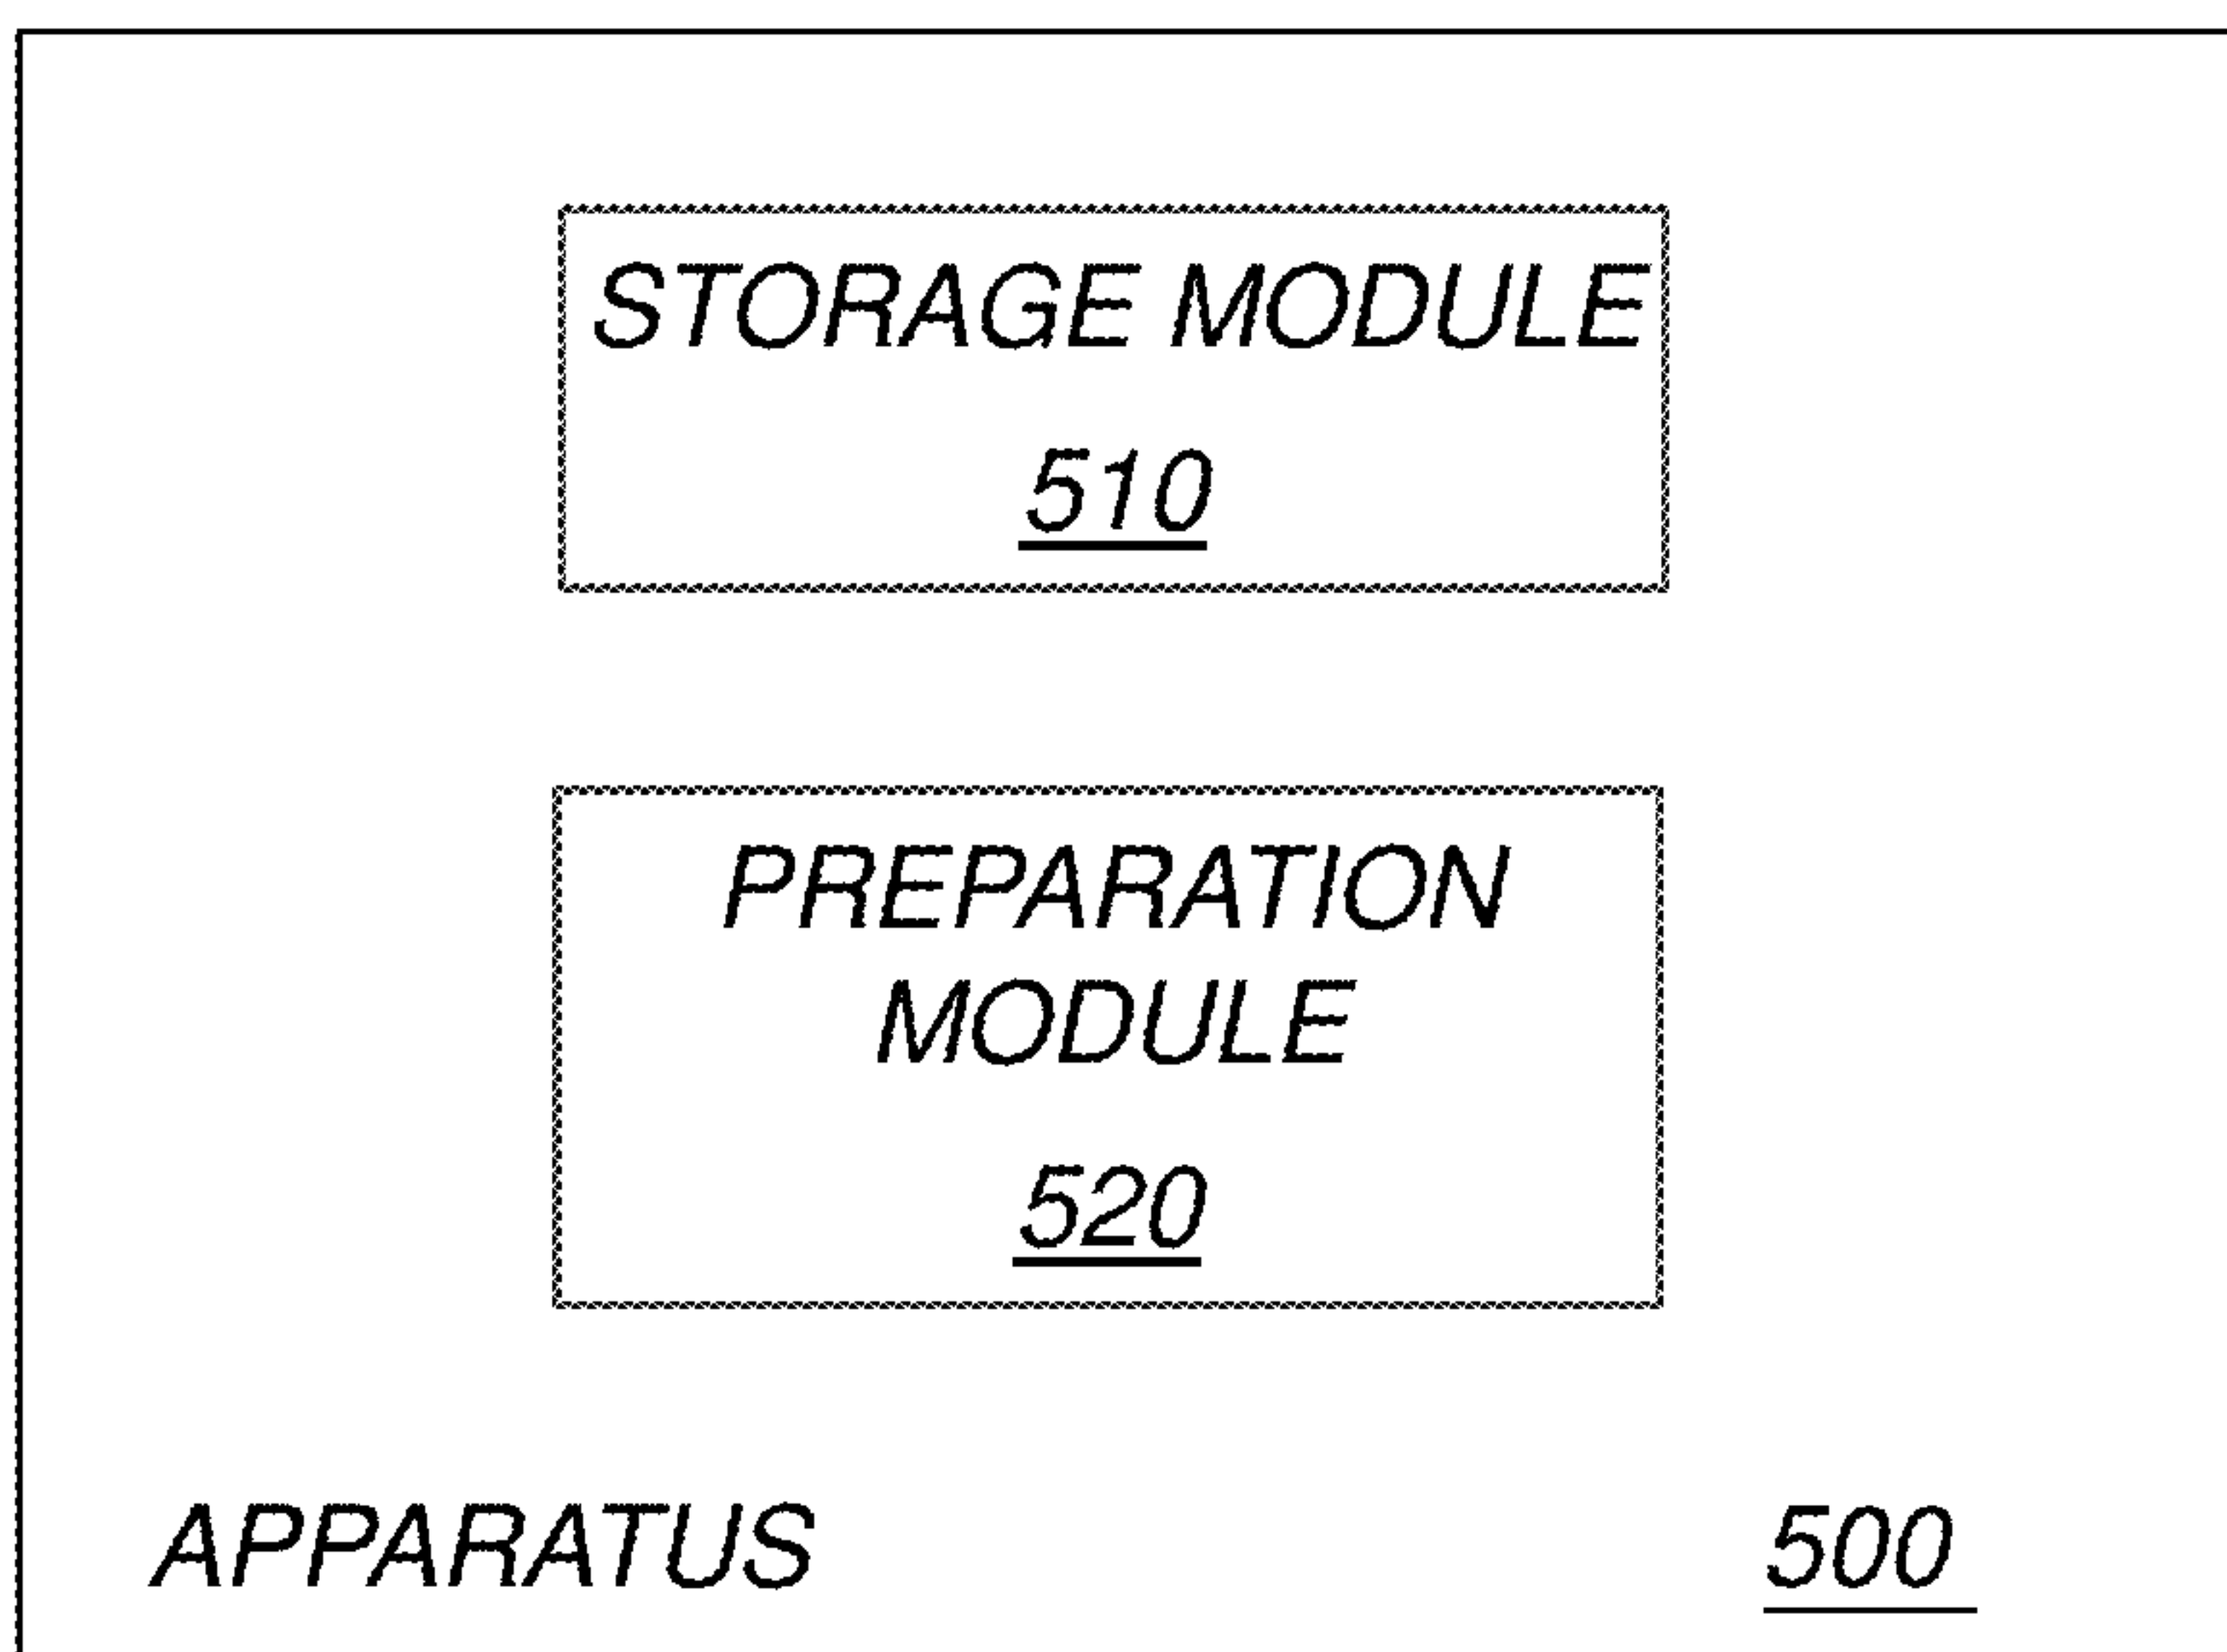 STORAGE MODULE
510
PREPARATION
MODULE
520
APPARATUS 500